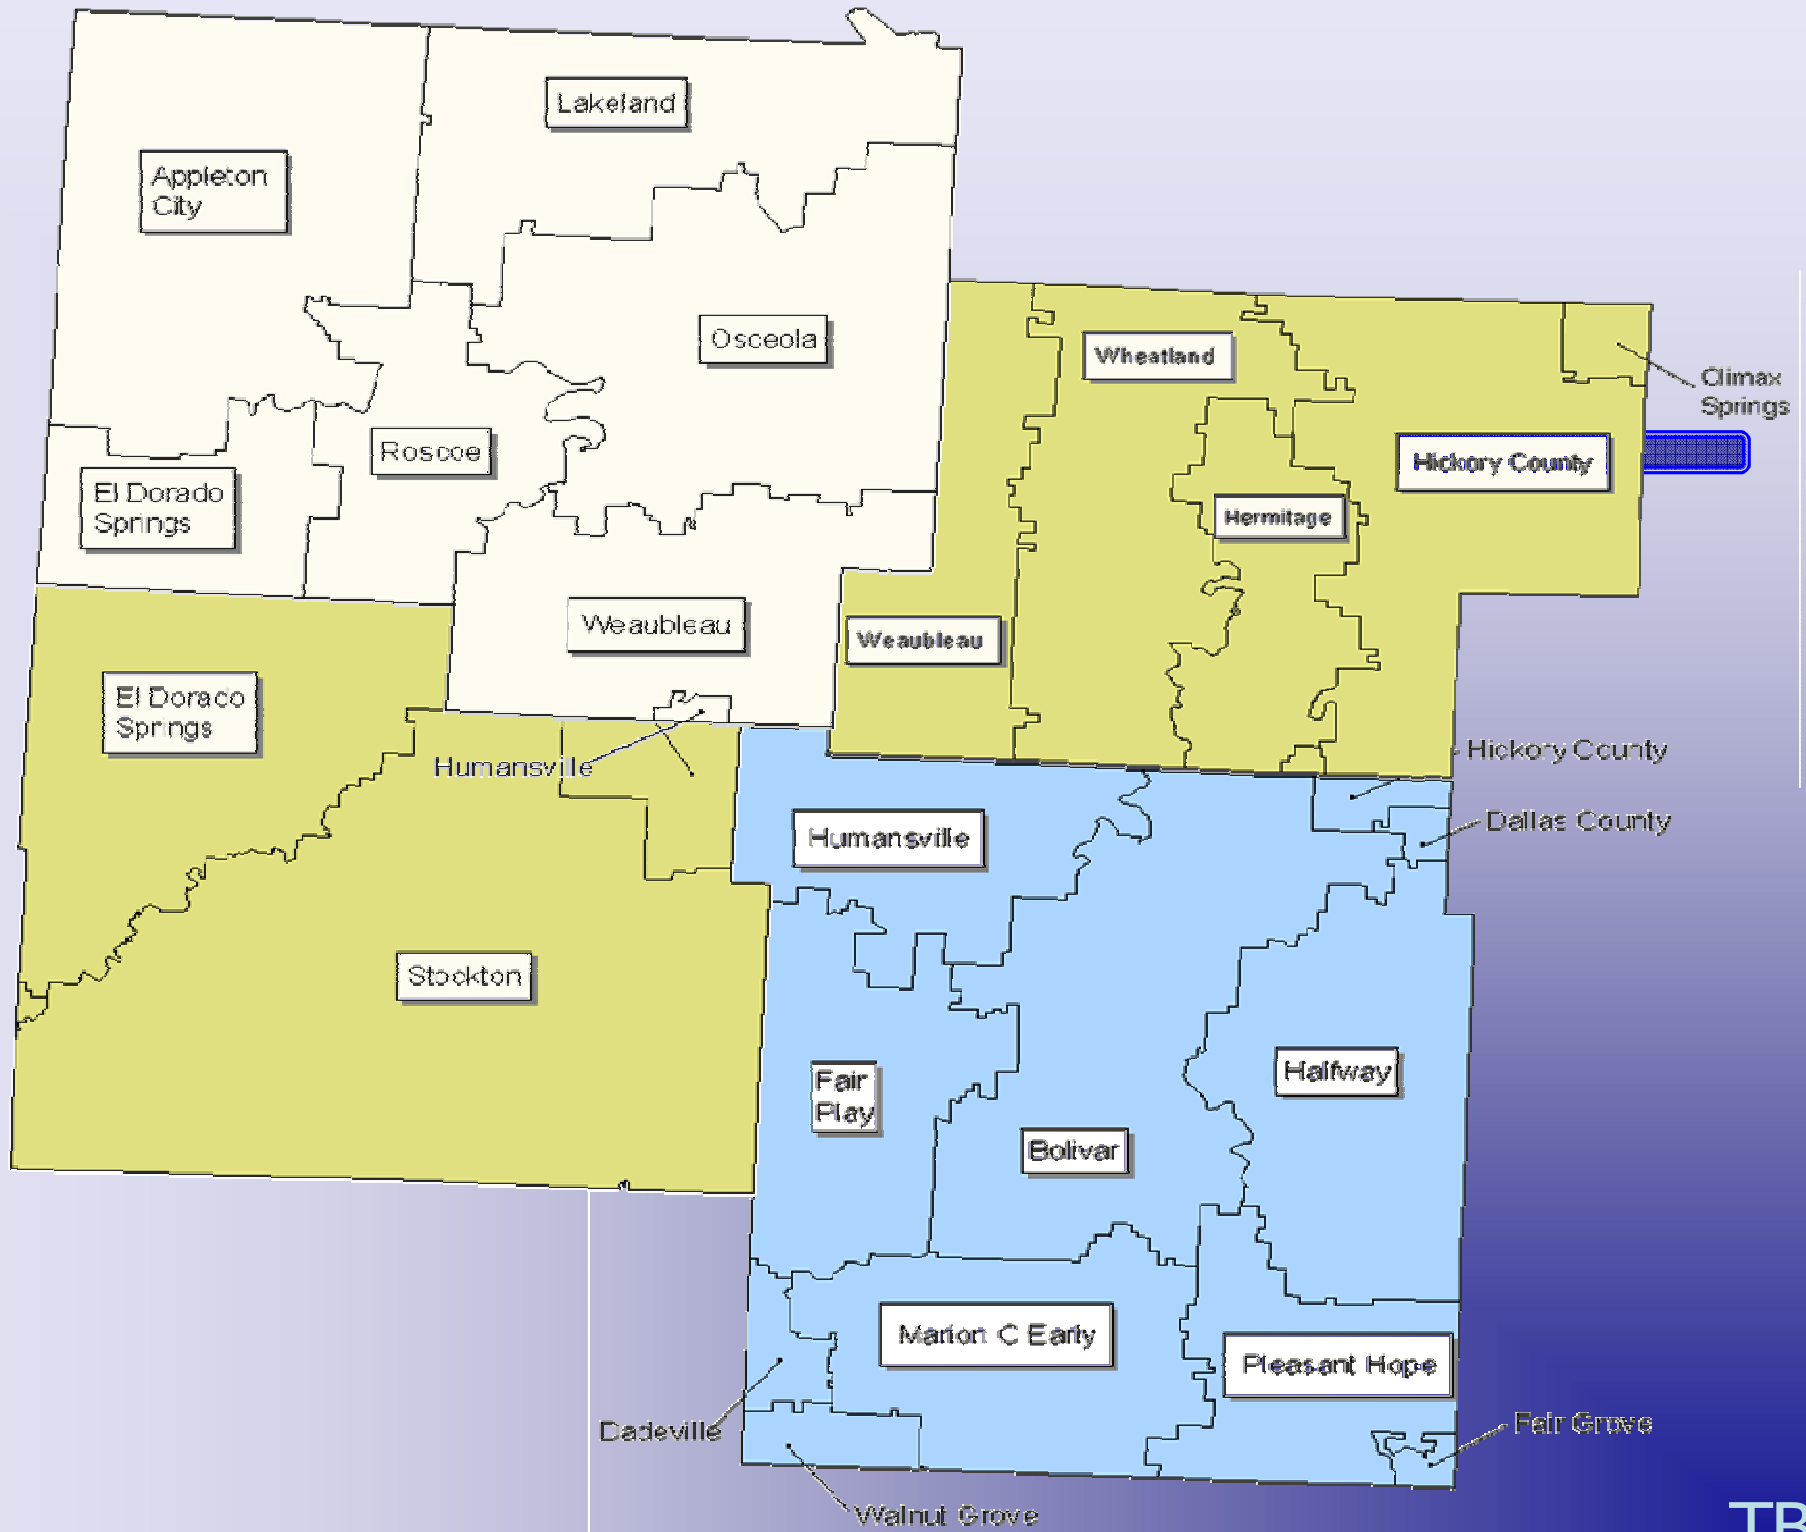 Lakeland
Appleton
City
Osceola
Wheatland
Climax
Springs
Roscoe
Hickory County
El Dorado
Springs
Hermitage
Weaubleau
Weaubleau
El Dorado
Springs
Humansville
Hickory County
Dallas County
Humansville
Stockton
Fair
Play
Halfway
Bolivar
Marion C Early
Pleasant Hope
Dadeville
Fair Grove
Walnut Grove
TB